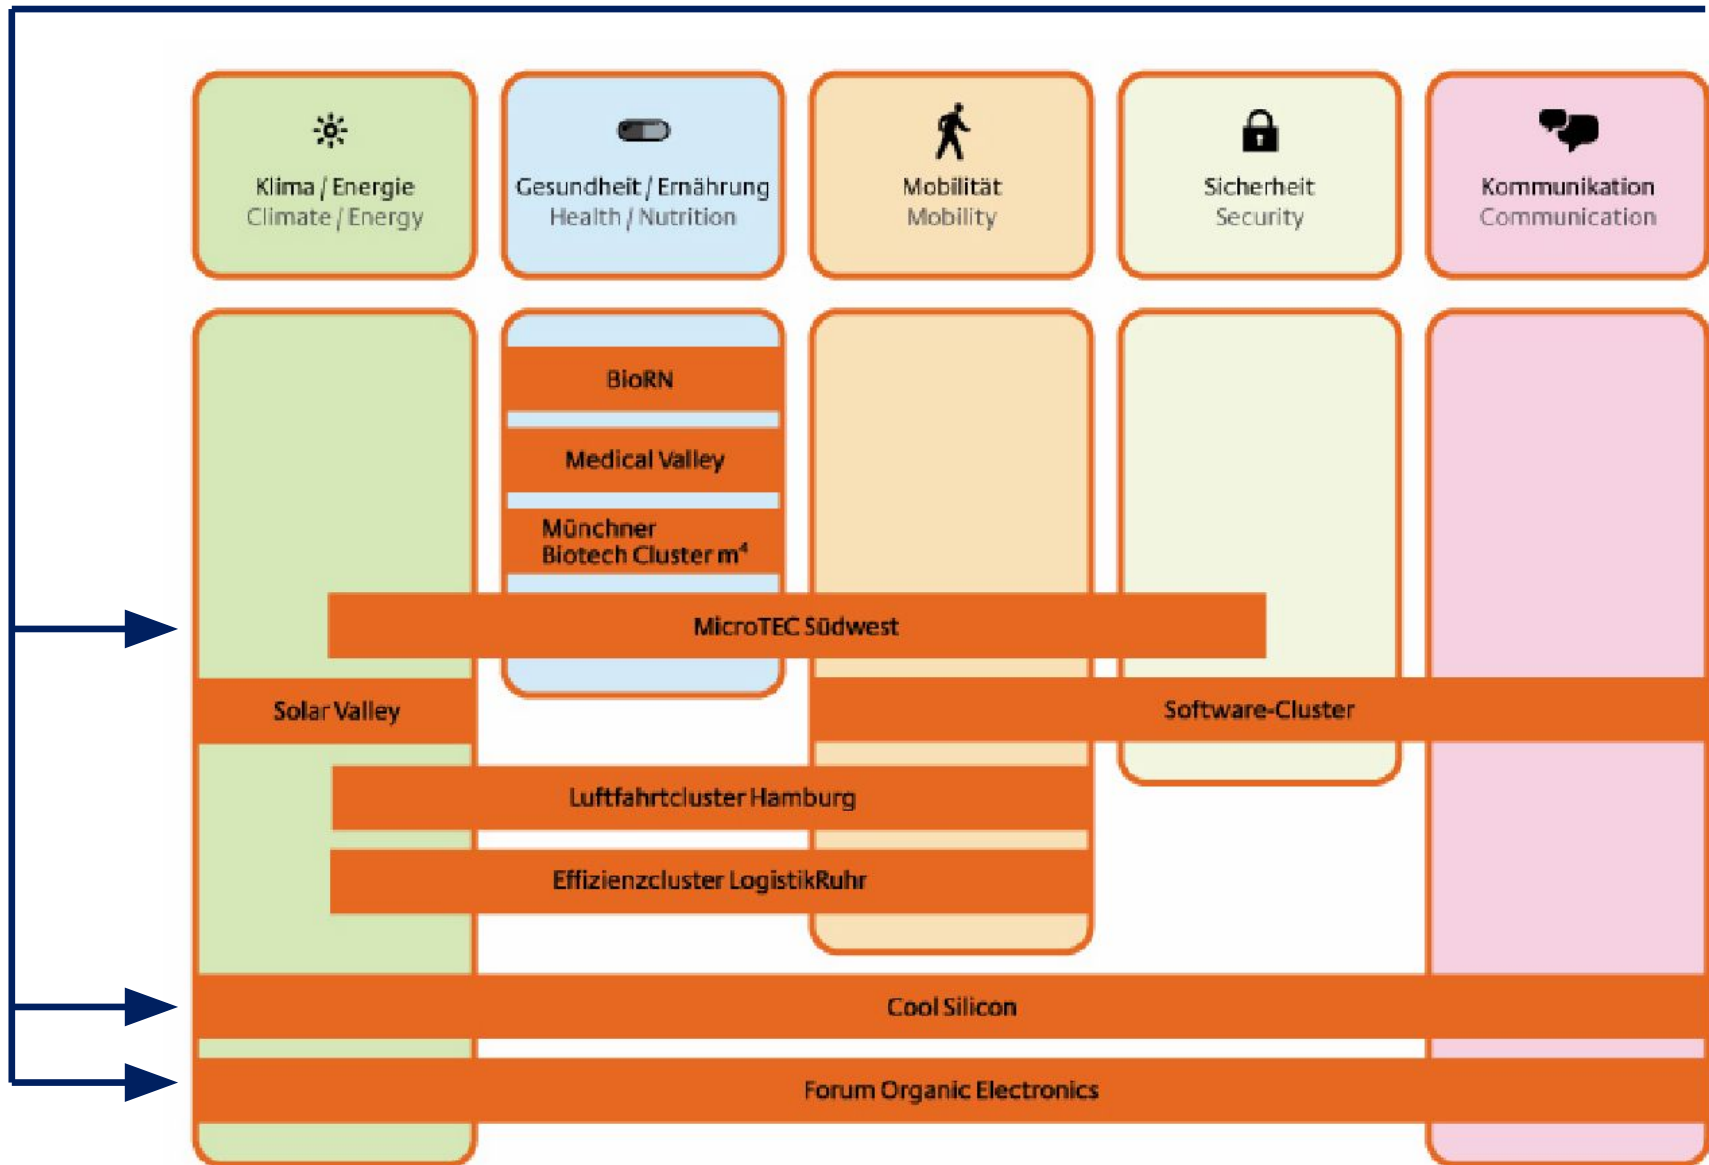 Klima / Energie
Climate / Energy
Gesundheit / Ernährung
Health / Nutrition
Mobilität
Mobility
Sicherheit
Security
Kommunikation
Communication
BioRN
Medical Valley
Münchner
Biotech Cluster m⁴
MicroTEC Südwest
Solar Valley
Software-Cluster
Luftfahrtcluster Hamburg
Effizienzcluster LogistikRuhr
Cool Silicon
Forum Organic Electronics